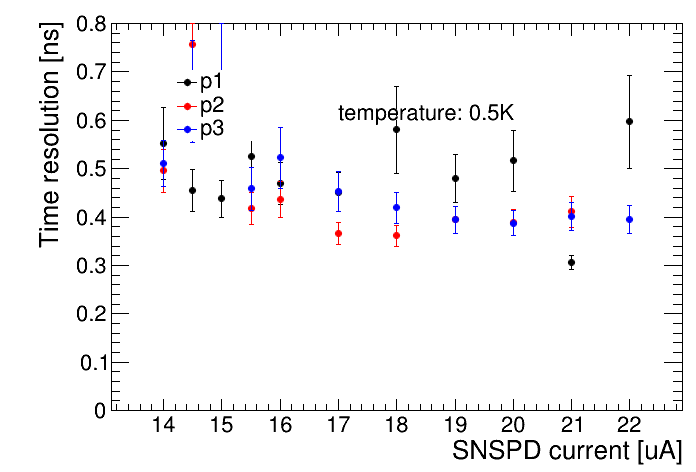 Time resolution [ns]
0.8
0.7
0.6
0.5
0.4
0.3
0.2
0.1
0
p1
p2
p3
temperature: 0.5K
14 15 16 17 18 19 20 21 22
SNSPD current [uA]